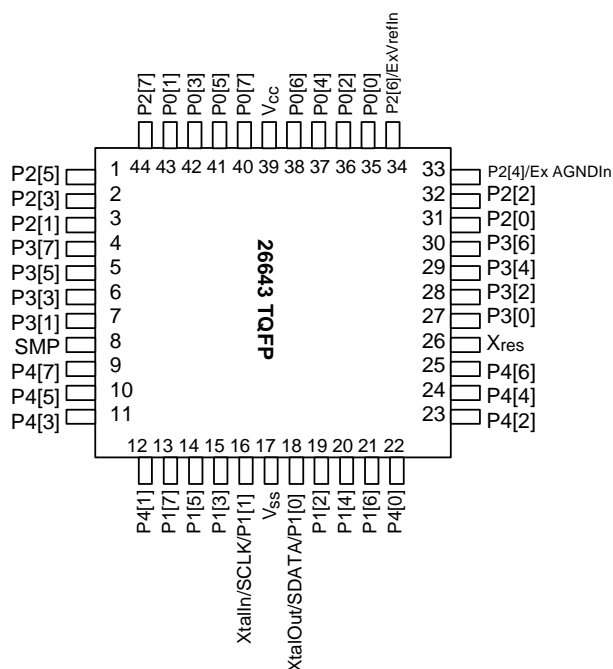 P2[7]
P0[1]
P0[3]
P0[5]
P0[7]
Vcc
P0[6]
P0[4]
P0[2]
P0[0]
P2[6]/ExVrefIn
44 43 42 41 40 39 38 37 36 35 34
P2[5] 1
P2[3] 2
P2[1] 3
P3[7] 4
P3[5] 5
P3[3] 6
P3[1] 7
SMP 8
P4[7] 9
P4[5] 10
P4[3] 11
26643 TQFP
33 P2[4]/Ex AGNDIn
32 P2[2]
31 P2[0]
30 P3[6]
29 P3[4]
28 P3[2]
27 P3[0]
26 Xres
25 P4[6]
24 P4[4]
23 P4[2]
12 13 14 15 16 17 18 19 20 21 22
P4[1]
P1[7]
P1[5]
P1[3]
XtalIn/SCLK/P1[1]
Vss
XtalOut/SDATA/P1[0]
P1[2]
P1[4]
P1[6]
P4[0]